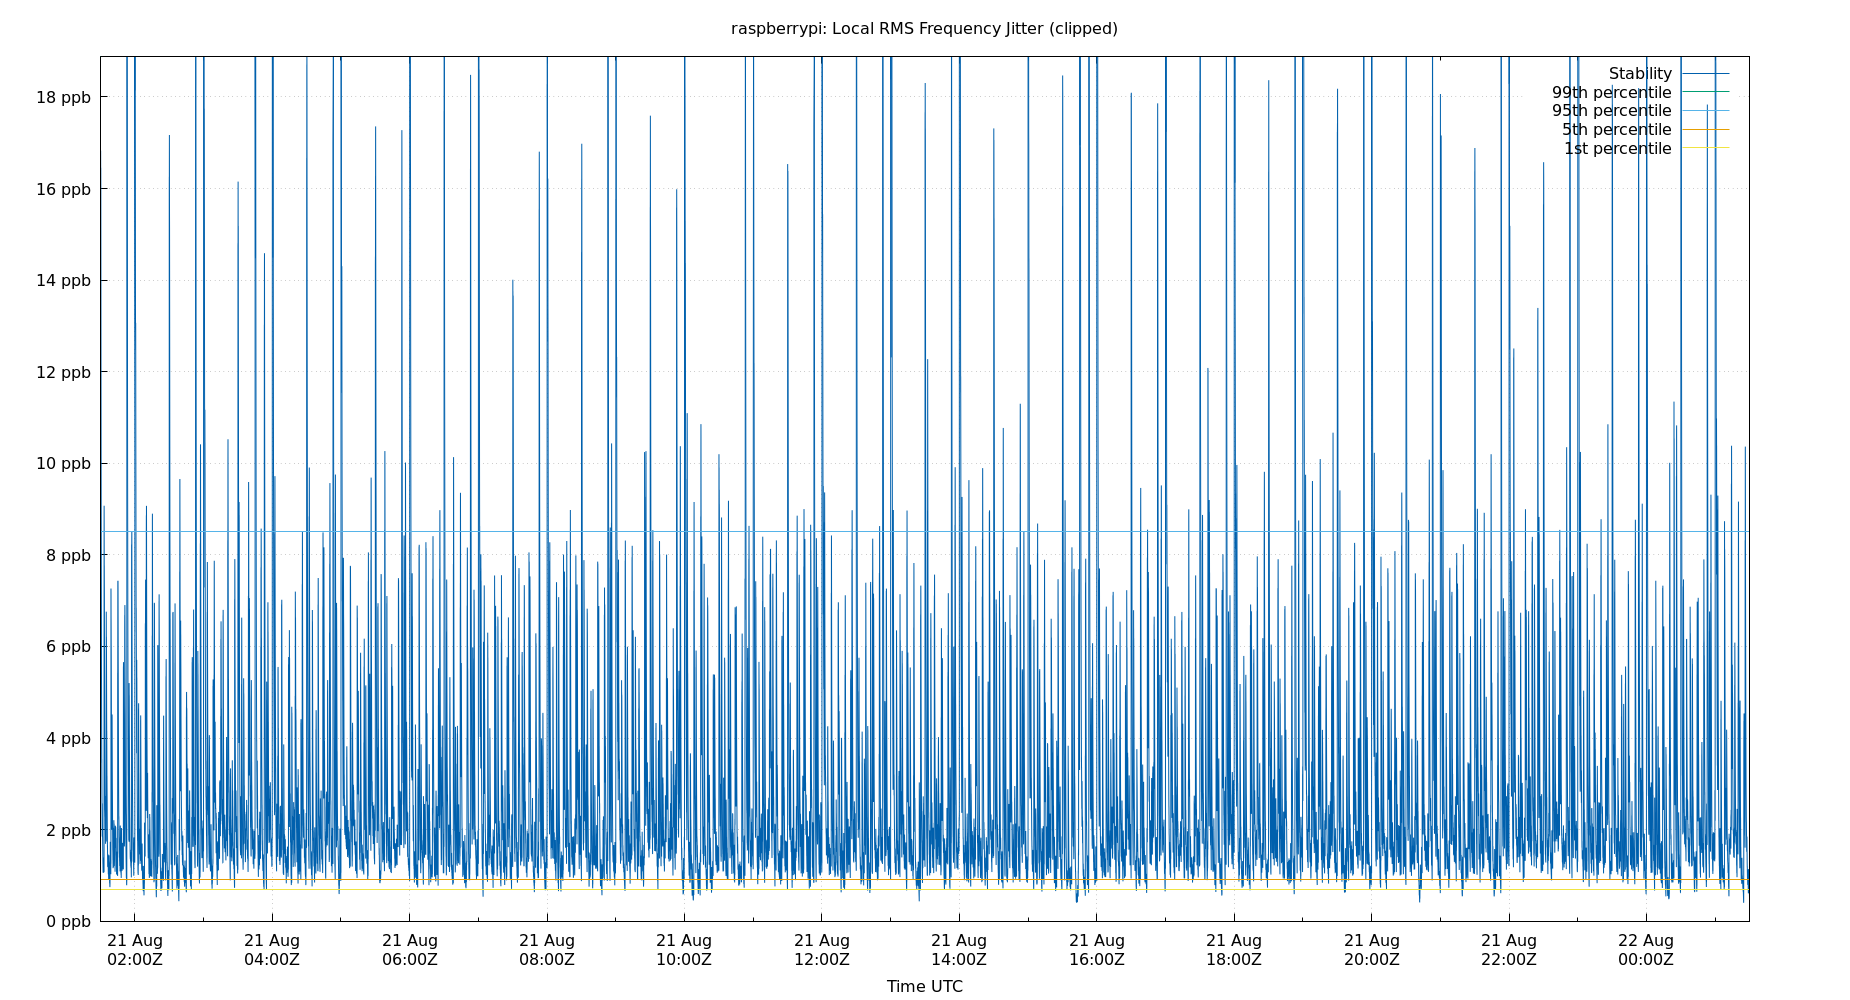 raspberrypi: Local RMS Frequency Jitter (clipped)
Stability
99th percentile
95th percentile
5th percentile
1st percentile
18 ppb
16 ppb
14 ppb
12 ppb
10 ppb
8 ppb
6 ppb
4 ppb
2 ppb
0 ppb
21 Aug 21 Aug 21 Aug 21 Aug 21 Aug 21 Aug 21 Aug 21 Aug 21 Aug 21 Aug 21 Aug 22 Aug
02:00Z 04:00Z 06:00Z 08:00Z 10:00Z 12:00Z 14:00Z 16:00Z 18:00Z 20:00Z 22:00Z 00:00Z
Time UTC